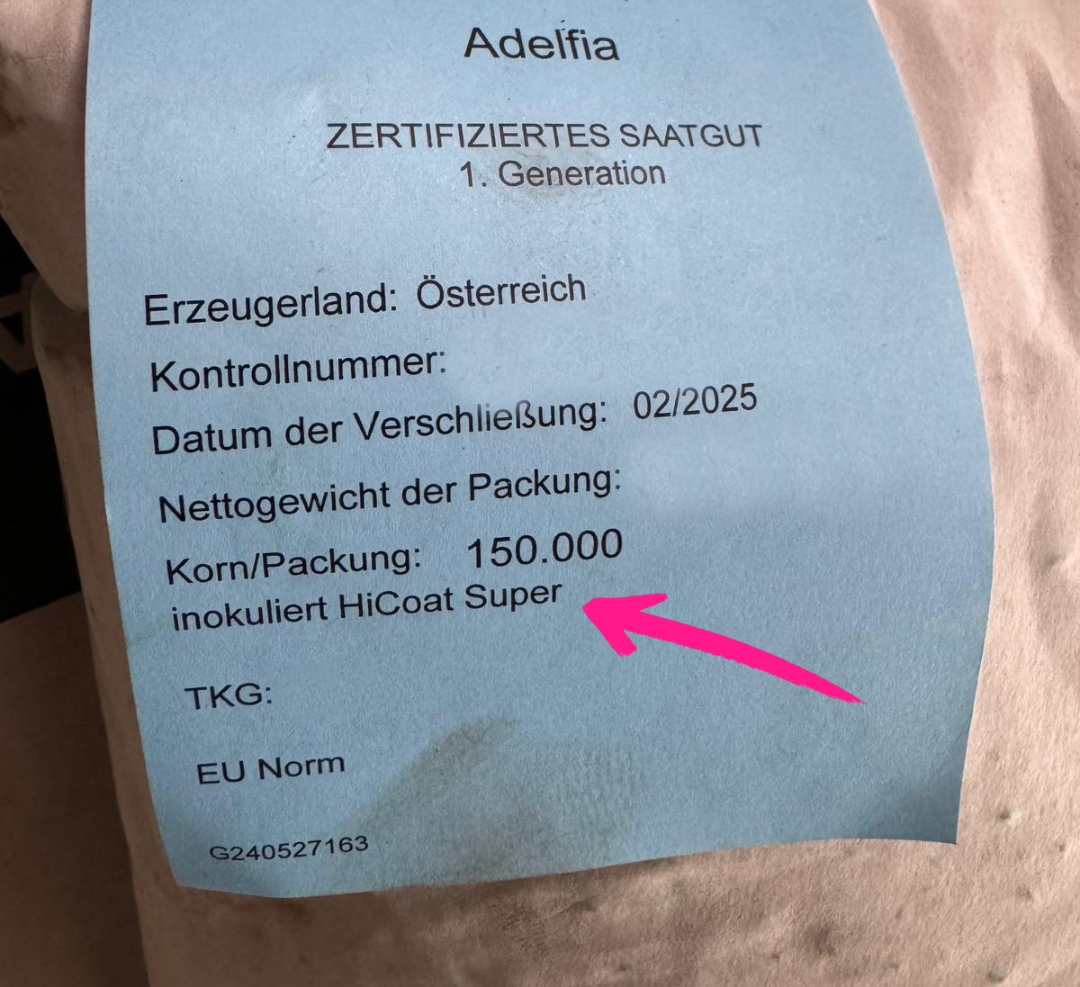 Adelfia
ZERTIFIZIERTES SAATGUT
1. Generation
Erzeugerland: Österreich
Kontrollnummer:
Datum der Verschließung: 02/2025
Nettogewicht der Packung:
Korn/Packung: 150.000
inokuliert HiCoat Super
TKG:
EU Norm
G240527163